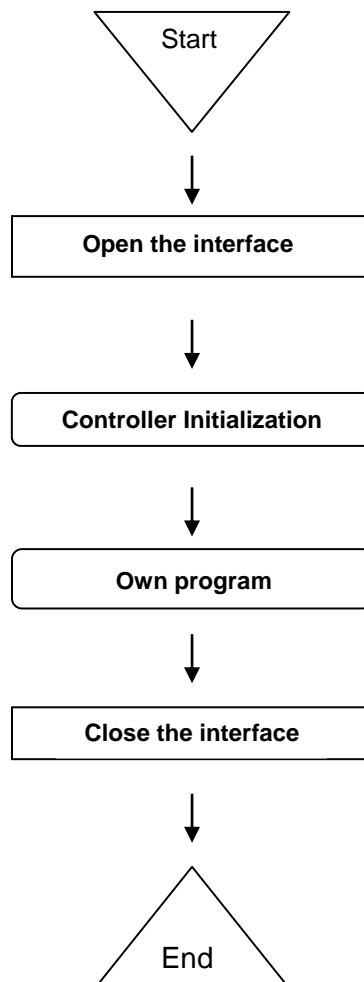 Start
Open the interface
Controller Initialization
Own program
Close the interface
End